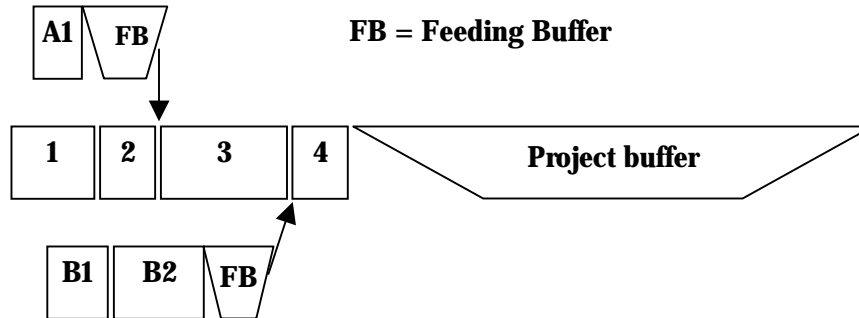 A1 FB FB = Feeding Buffer
1 2 3 4 Project buffer
B1 B2 FB